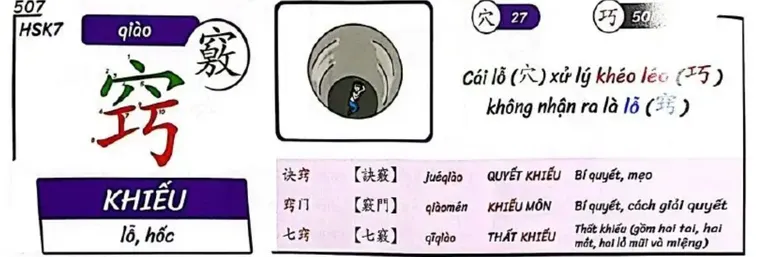 507
HSK7
qiào
竅
窍
KHIẾU
lỗ, hốc
穴 27
巧 50
Cái lỗ (穴) xử lý khéo léo (巧)
không nhận ra là lỗ (窍)
诀窍 【訣竅】 juéqiào QUYẾT KHIẾU Bí quyết, mẹo
窍门 【竅門】 qiàomén KHIẾU MÔN Bí quyết, cách giải quyết
七窍 【七竅】 qīqiào THẤT KHIẾU Thất khiếu (gồm hai tai, hai
mắt, hai lỗ mũi và miệng)